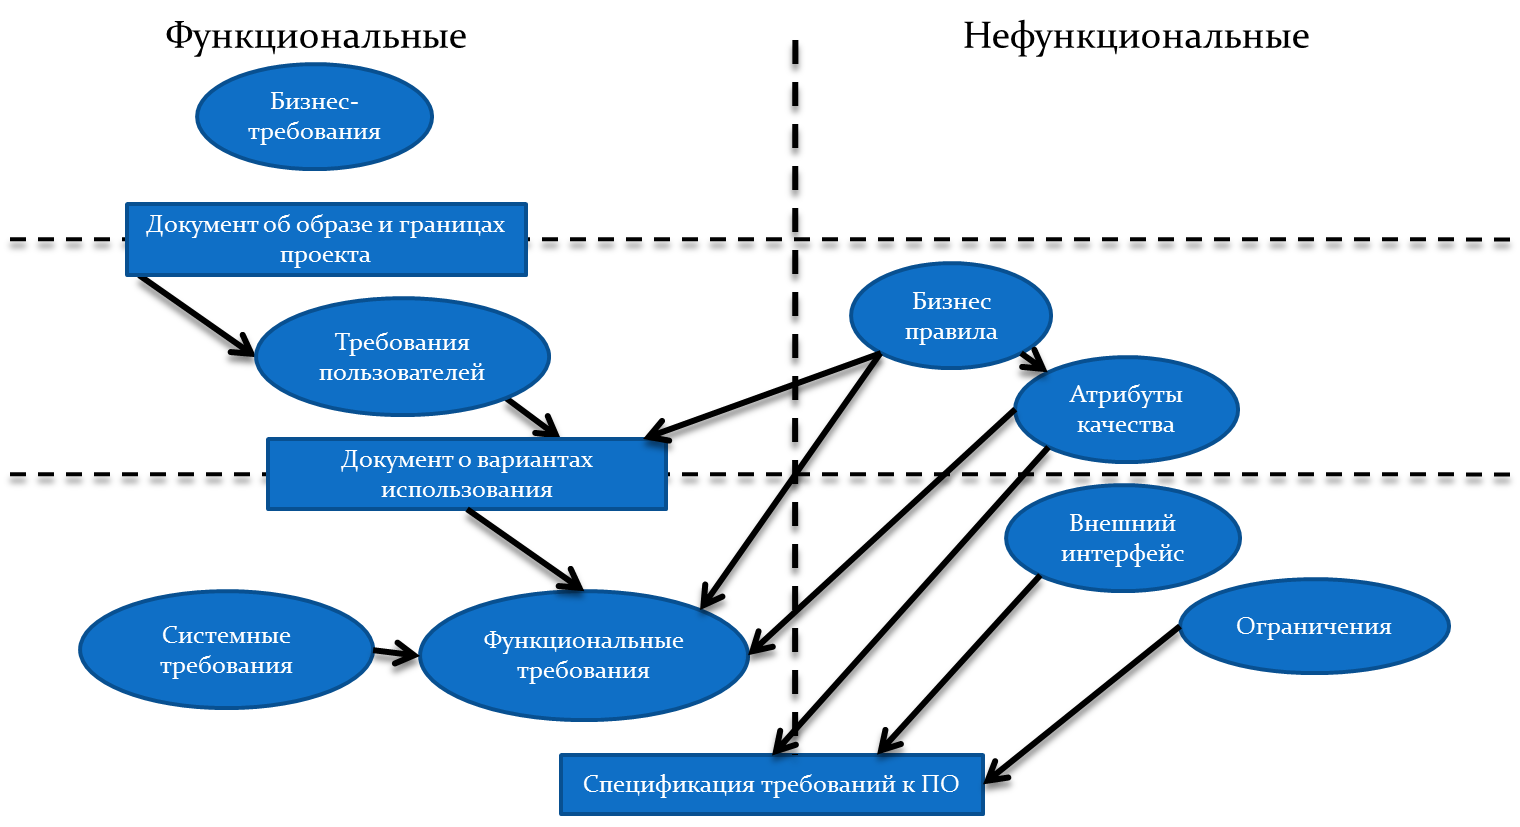 Функциональные
Нефункциональные
Бизнес-
требования
Документ об образе и границах
проекта
Бизнес
правила
Требования
пользователей
Атрибуты
качества
Документ о вариантах
использования
Внешний
интерфейс
Системные
требования
Функциональные
требования
Ограничения
Спецификация требований к ПО